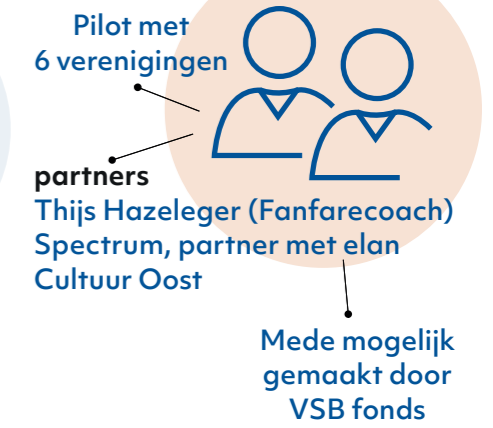 Pilot met
6 verenigingen
partners
Thijs Hazeleger (Fanfarecoach)
Spectrum, partner met elan
Cultuur Oost
Mede mogelijk
gemaakt door
VSB fonds